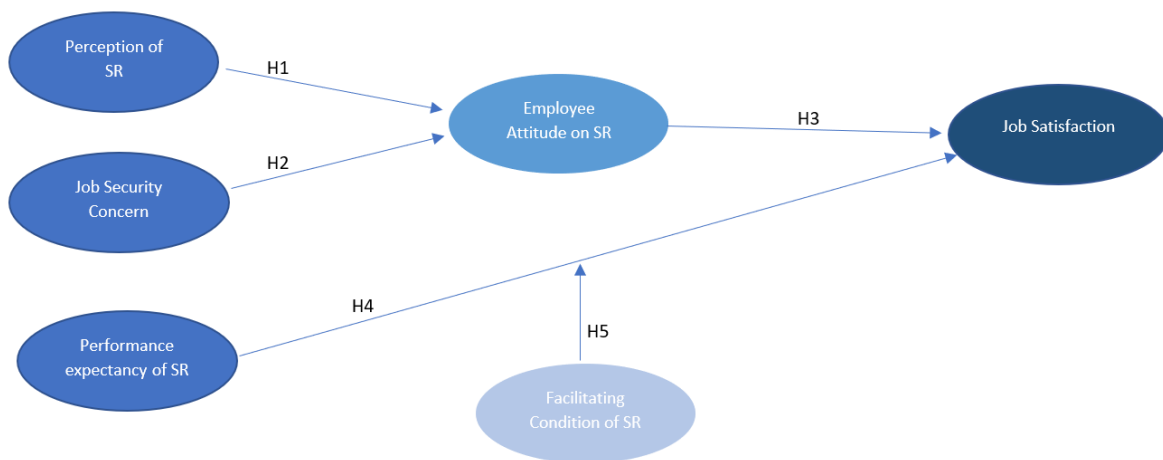 Perception of
SR
H1
Employee
Attitude on SR
H3
Job Satisfaction
H2
Job Security
Concern
H4
Performance
expectancy of SR
H5
Facilitating
Condition of SR